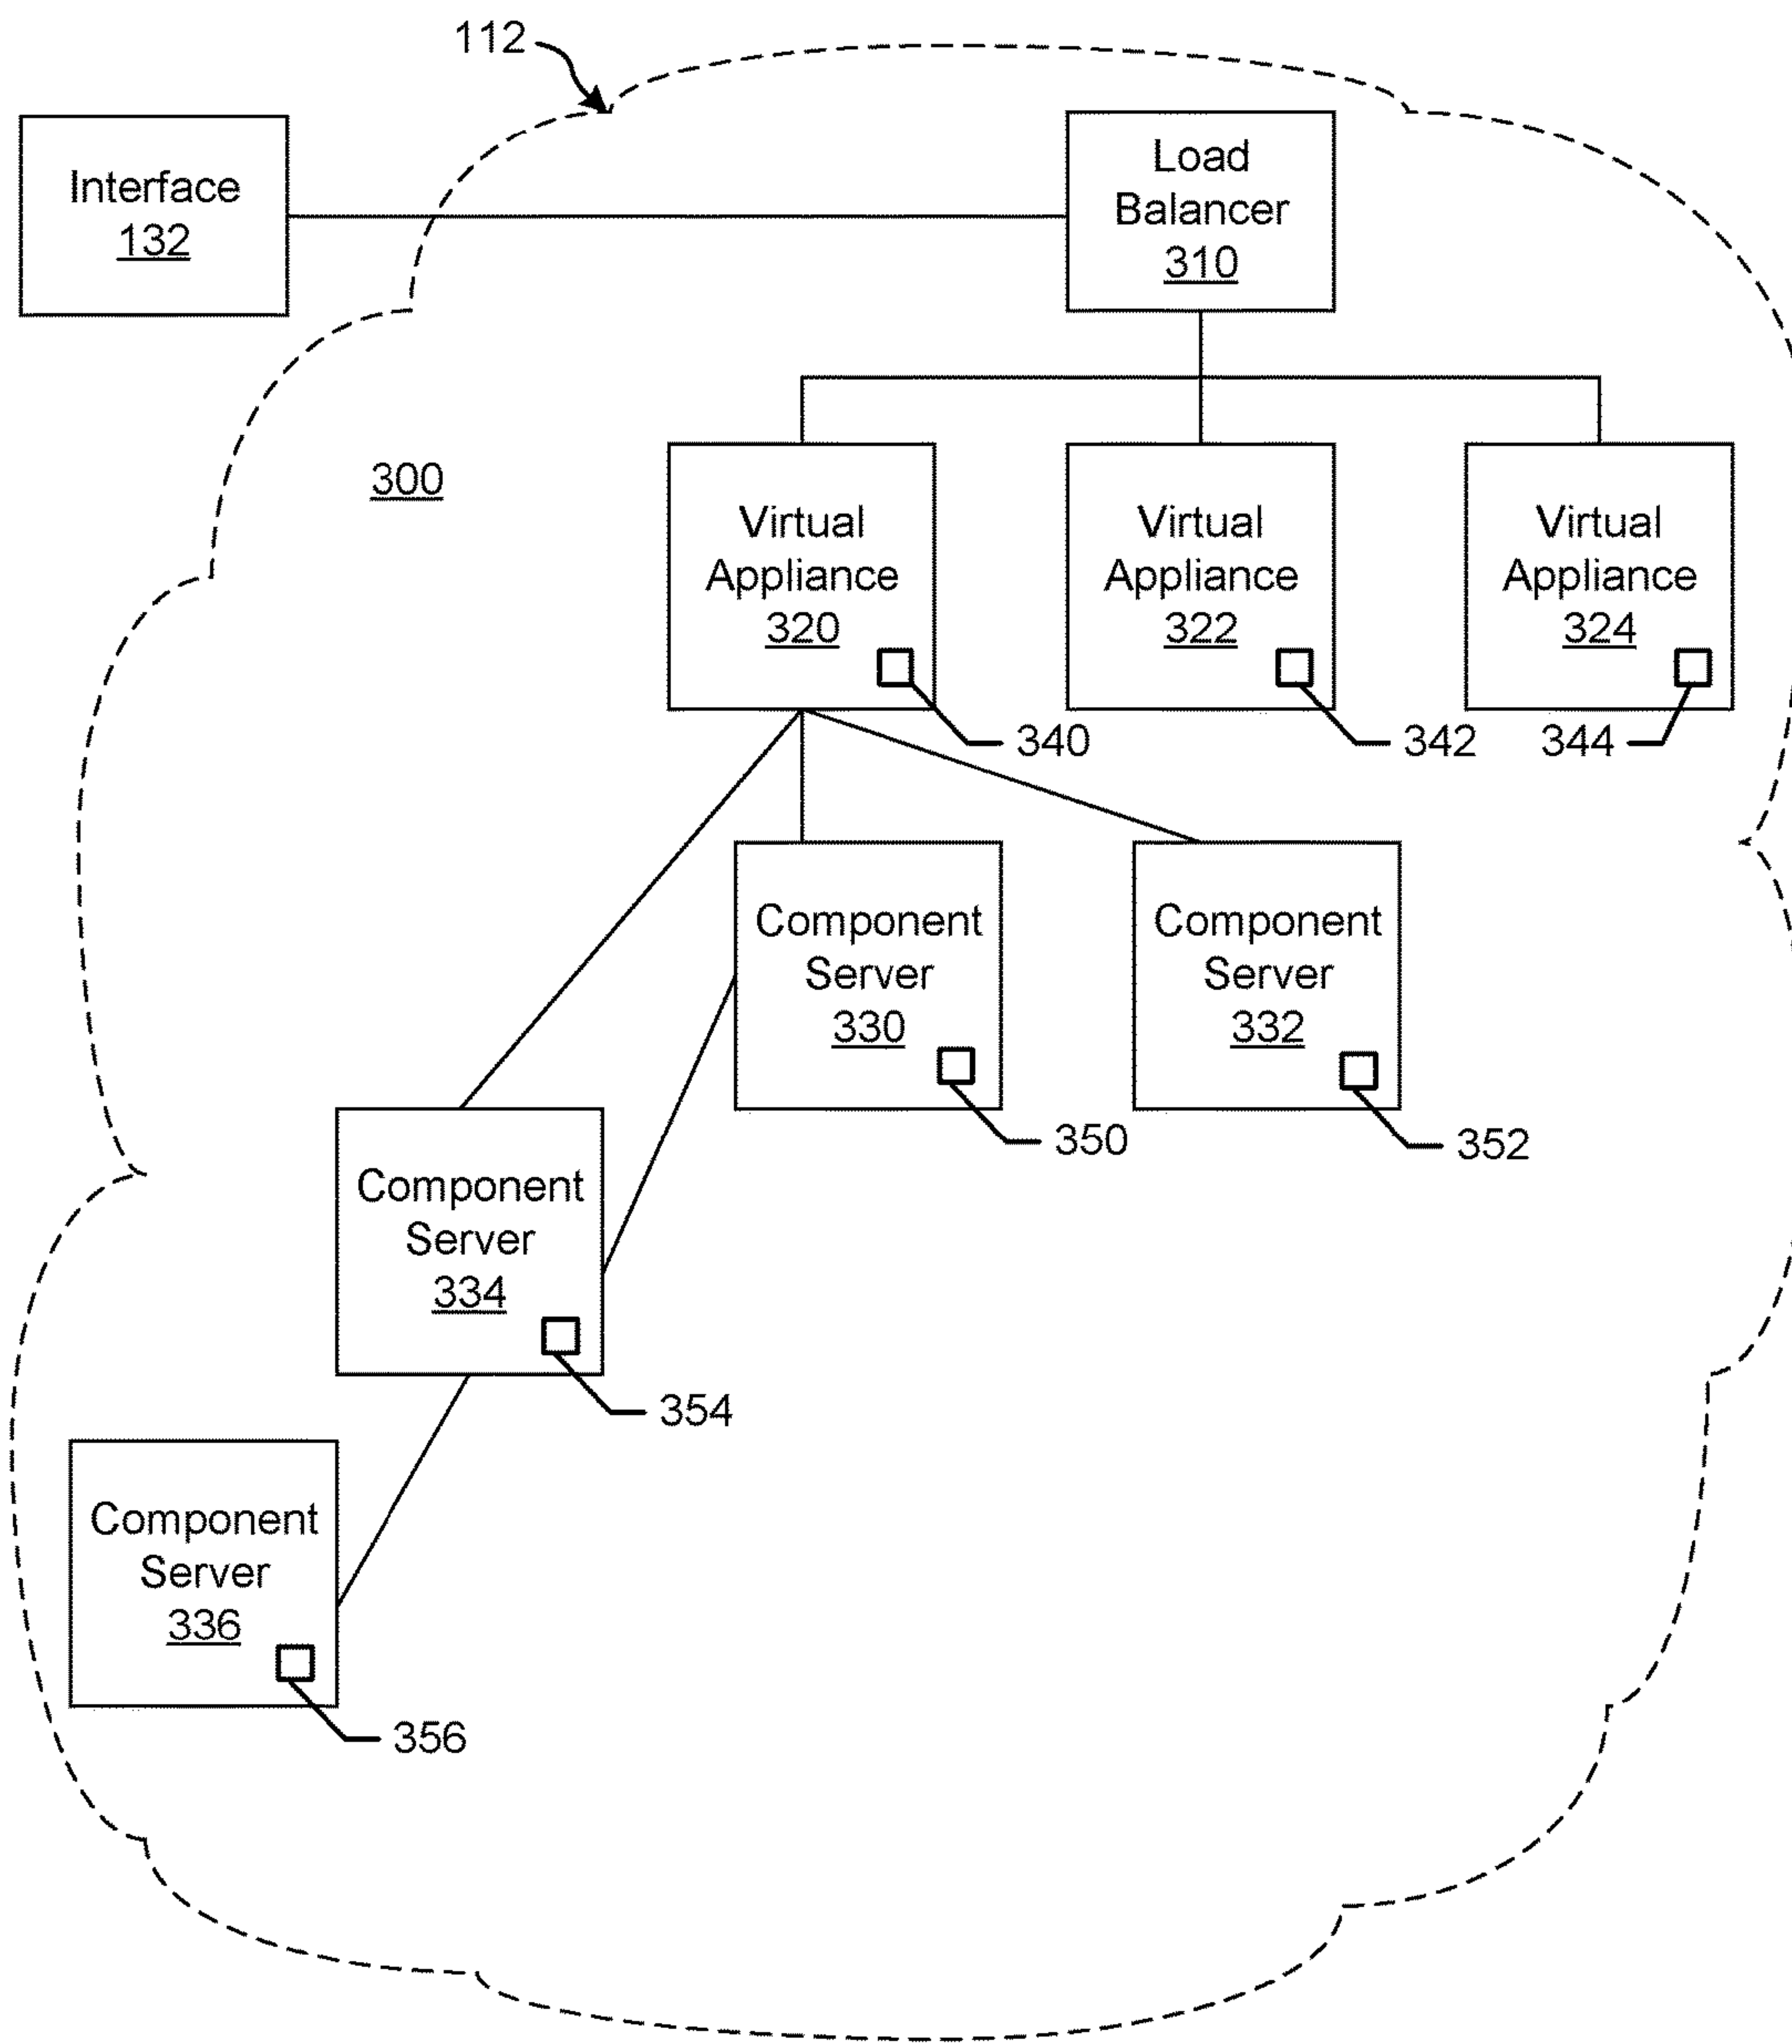 112
Interface
132
Load
Balancer
310
300
Virtual
Appliance
320
Virtual
Appliance
322
Virtual
Appliance
324
340
342
344
Component
Server
330
Component
Server
332
350
352
Component
Server
334
354
Component
Server
336
356